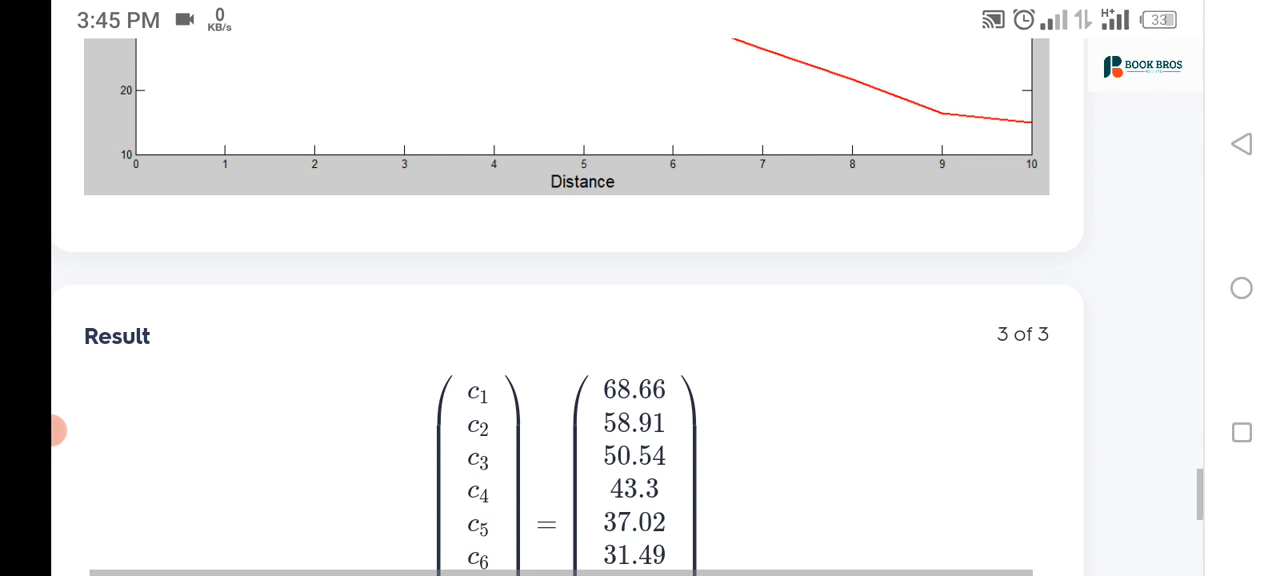 3:45 PM 0 KB/s H+ 33
BOOK BROS
20
10
0 1 2 3 4 5 6 7 8 9 10
Distance
Result 3 of 3
c1 68.66
c2 58.91
c3 50.54
c4 43.3
c5 = 37.02
c6 31.49